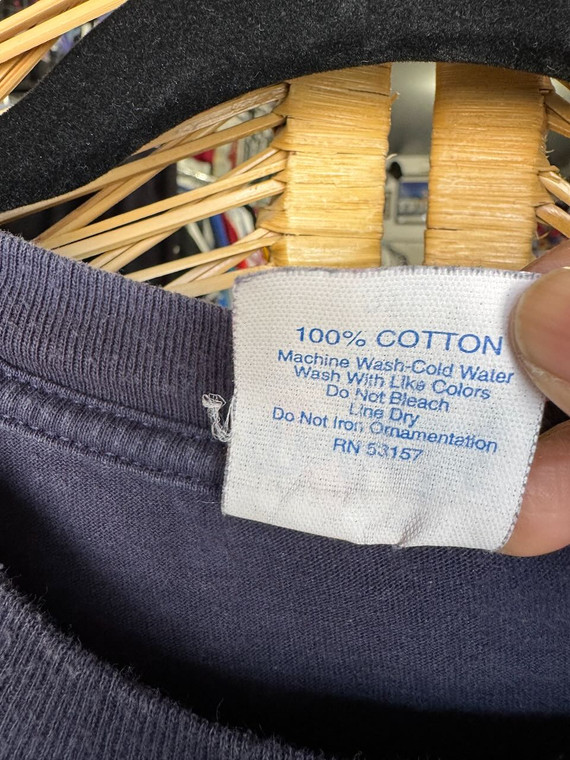 100% COTTON
Machine Wash-Cold Water
Wash With Like Colors
Do Not Bleach
Line Dry
Do Not Iron Ornamentation
RN 53157